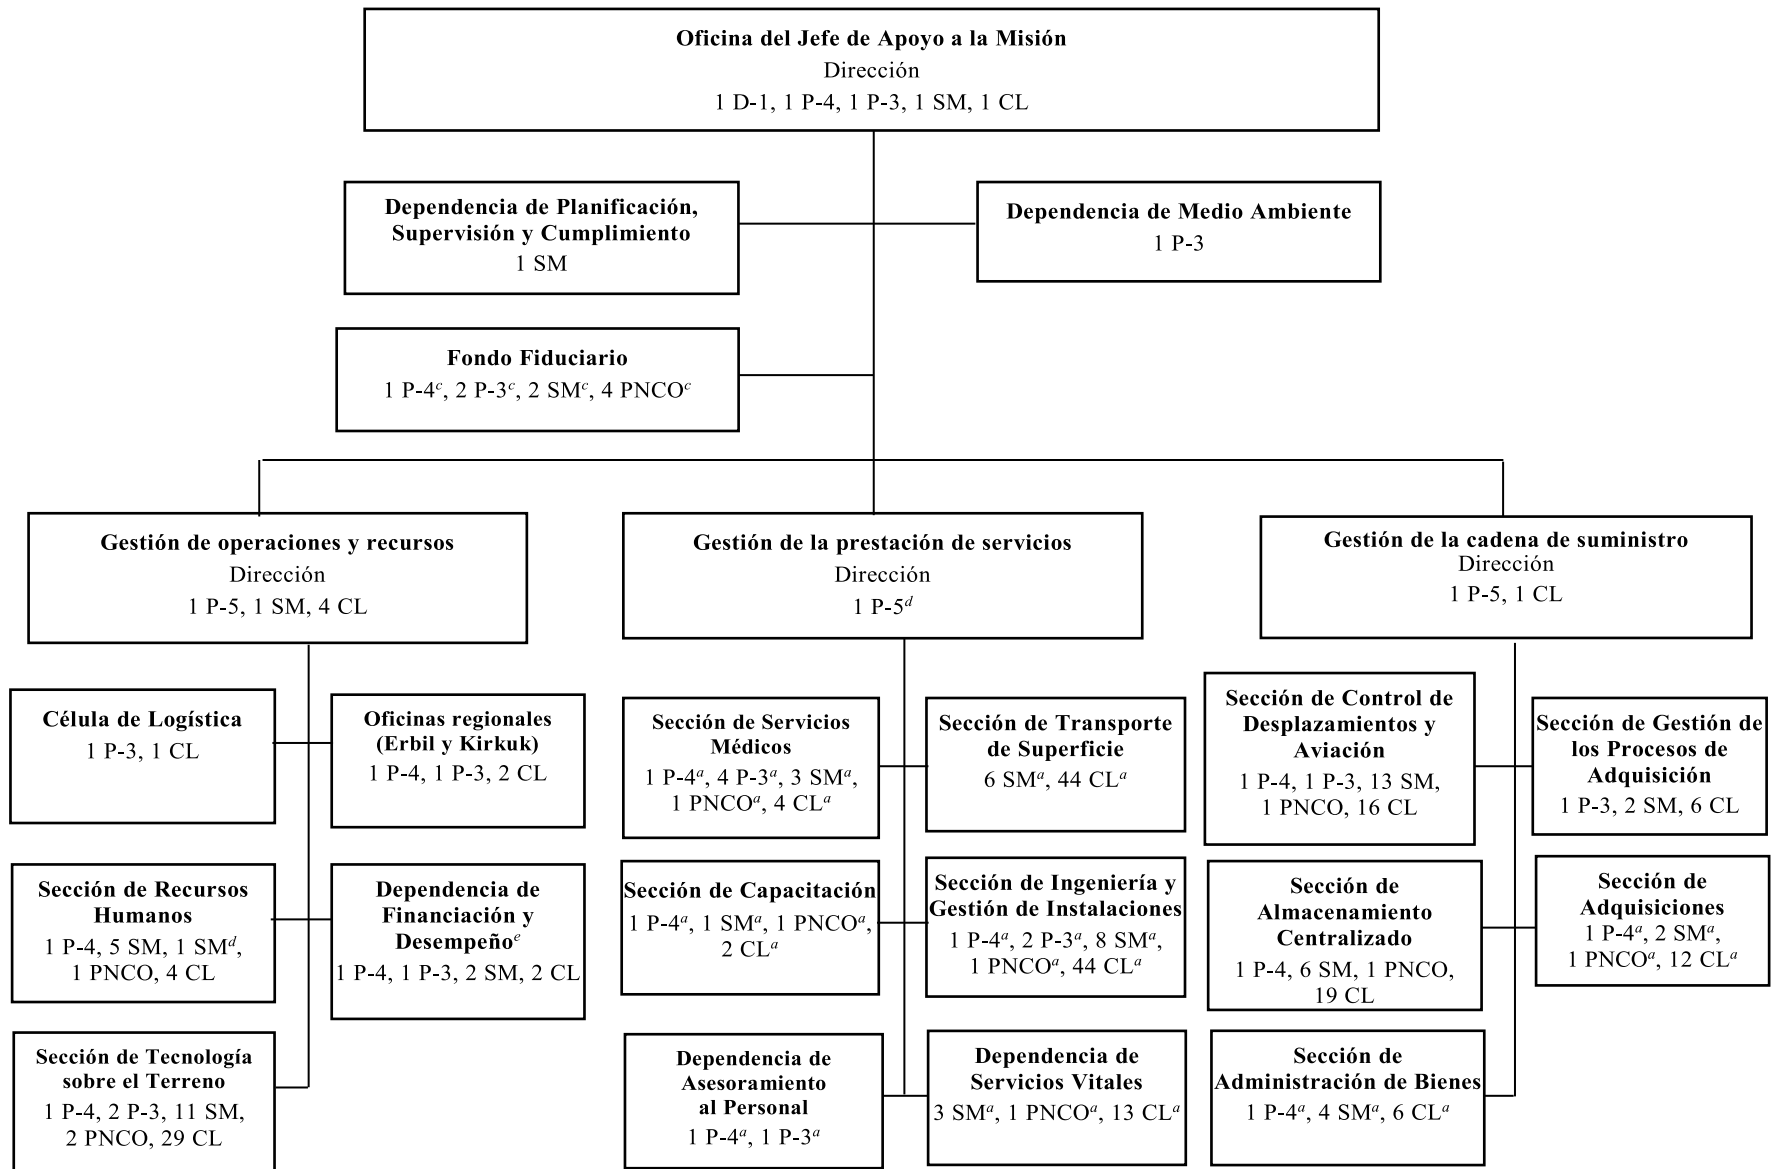 Oficina del Jefe de Apoyo a la Misión
Dirección
1 D-1, 1 P-4, 1 P-3, 1 SM, 1 CL
Dependencia de Planificación,
Supervisión y Cumplimiento
1 SM
Dependencia de Medio Ambiente
1 P-3
Fondo Fiduciario
1 P-4c, 2 P-3c, 2 SMc, 4 PNCOc
Gestión de operaciones y recursos
Dirección
1 P-5, 1 SM, 4 CL
Gestión de la prestación de servicios
Dirección
1 P-5d
Gestión de la cadena de suministro
Dirección
1 P-5, 1 CL
Célula de Logística
1 P-3, 1 CL
Oficinas regionales
(Erbil y Kirkuk)
1 P-4, 1 P-3, 2 CL
Sección de Servicios
Médicos
1 P-4a, 4 P-3a, 3 SMa,
1 PNCOa, 4 CLa
Sección de Transporte
de Superficie
6 SMa, 44 CLa
Sección de Control de
Desplazamientos y
Aviación
1 P-4, 1 P-3, 13 SM,
1 PNCO, 16 CL
Sección de Gestión de
los Procesos de
Adquisición
1 P-3, 2 SM, 6 CL
Sección de Recursos
Humanos
1 P-4, 5 SM, 1 SMd,
1 PNCO, 4 CL
Dependencia de
Financiación y
Desempeñoe
1 P-4, 1 P-3, 2 SM, 2 CL
Sección de Capacitación
1 P-4a, 1 SMa, 1 PNCOa,
2 CLa
Sección de Ingeniería y
Gestión de Instalaciones
1 P-4a, 2 P-3a, 8 SMa,
1 PNCOa, 44 CLa
Sección de
Almacenamiento
Centralizado
1 P-4, 6 SM, 1 PNCO,
19 CL
Sección de
Adquisiciones
1 P-4a, 2 SMa,
1 PNCOa, 12 CLa
Sección de Tecnología
sobre el Terreno
1 P-4, 2 P-3, 11 SM,
2 PNCO, 29 CL
Dependencia de
Asesoramiento
al Personal
1 P-4a, 1 P-3a
Dependencia de
Servicios Vitales
3 SMa, 1 PNCOa, 13 CLa
Sección de
Administración de Bienes
1 P-4a, 4 SMa, 6 CLa